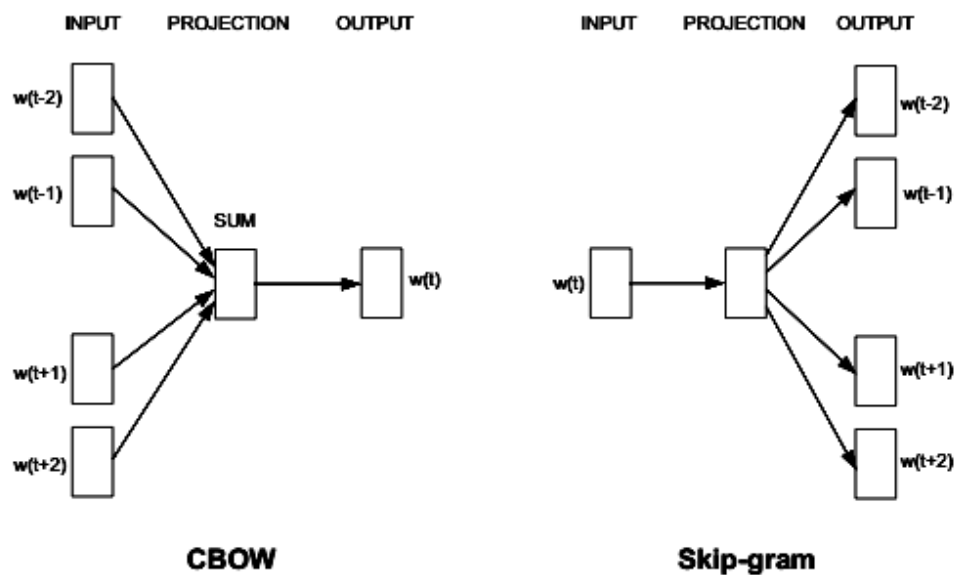 INPUT PROJECTION OUTPUT
w(t-2)
w(t-1)
SUM
w(t)
w(t+1)
w(t+2)
CBOW
INPUT PROJECTION OUTPUT
w(t-2)
w(t-1)
w(t)
w(t+1)
w(t+2)
Skip-gram